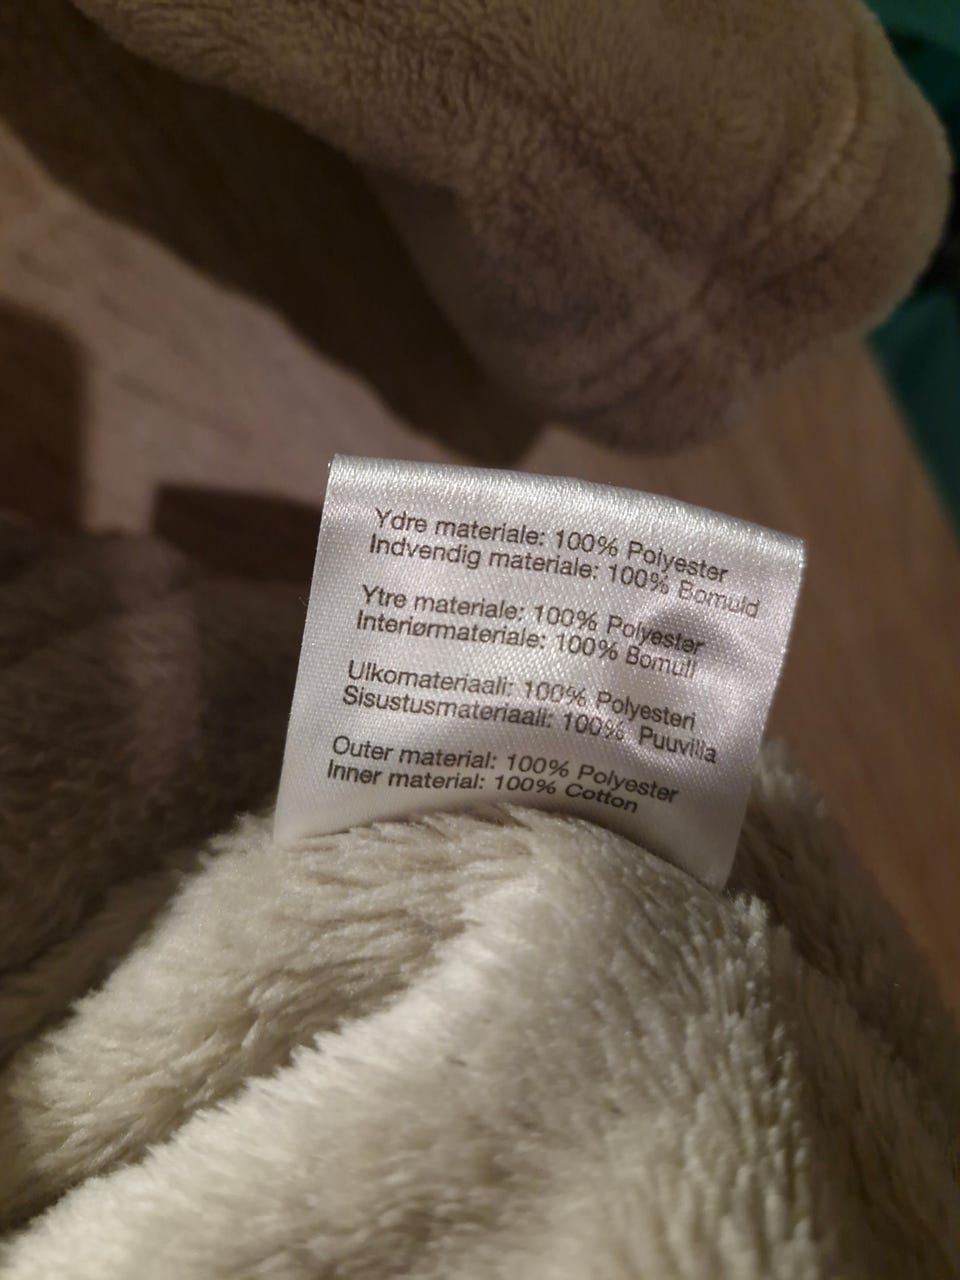 Ydre materiale: 100% Polyester
Indvendig materiale: 100% Bomuld
Ytre materiale: 100% Polyester
Interiørmateriale: 100% Bomull
Ulkomateriaali: 100% Polyesteri
Sisustusmateriaali: 100% Puuvilla
Outer material: 100% Polyester
Inner material: 100% Cotton